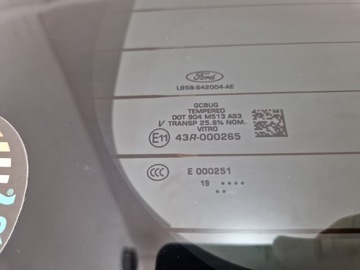 Ford
LB5B-S42004-AE
GCBUG
TEMPERED
DOT 804 M513 AS3
V TRANSP 25.6% NOM.
VITRO
E11 43R-000265
CCC E 000251
19 ••••
••